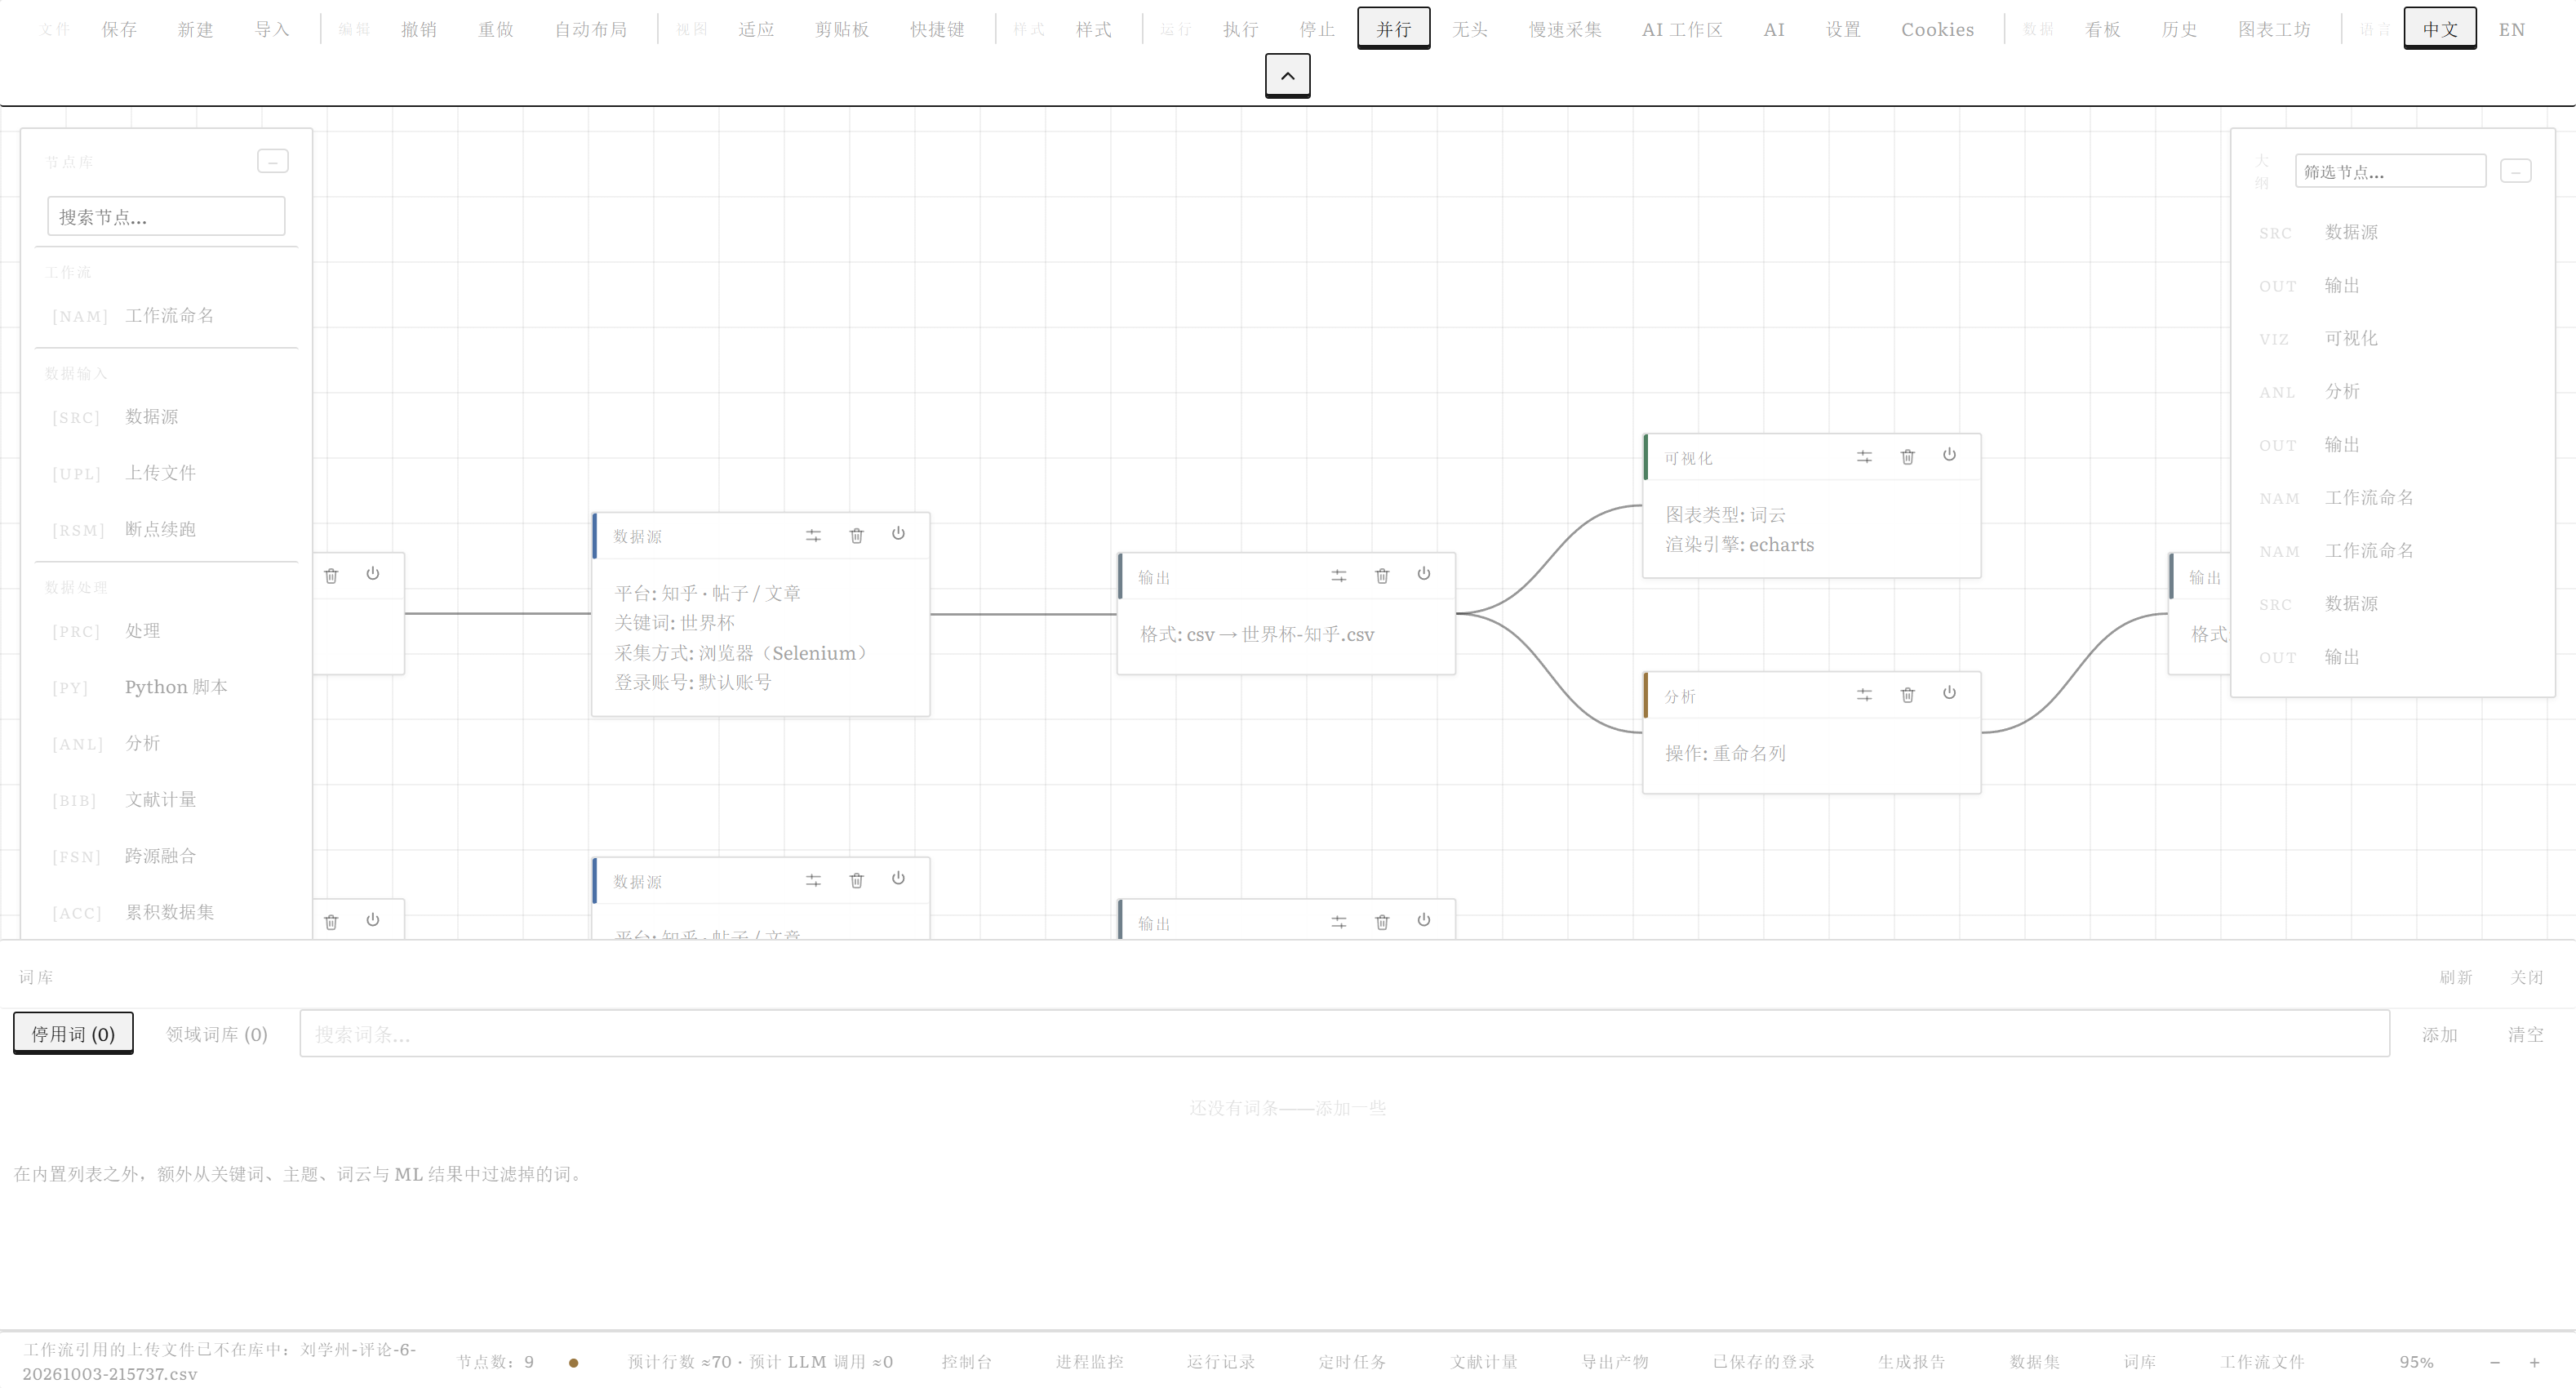 文件 保存 新建 导入 编辑 撤销 重做 自动布局 视图 适应 剪贴板 快捷键 样式 样式 运行 执行 停止 并行 无头 慢速采集 AI 工作区 AI 设置 Cookies 数据 看板 历史 图表工坊 语言 中文 EN
节点库
搜索节点...
工作流
[NAM] 工作流命名
数据输入
[SRC] 数据源
[UPL] 上传文件
[RSM] 断点续跑
数据处理
[PRC] 处理
[PY] Python 脚本
[ANL] 分析
[BIB] 文献计量
[FSN] 跨源融合
[ACC] 累积数据集
数据源
平台: 知乎 · 帖子 / 文章
关键词: 世界杯
采集方式: 浏览器（Selenium）
登录账号: 默认账号
输出
格式: csv → 世界杯-知乎.csv
可视化
图表类型: 词云
渲染引擎: echarts
分析
操作: 重命名列
输出
格式
数据源
平台: 知乎 · 帖子 / 文章
输出
大纲
筛选节点...
SRC 数据源
OUT 输出
VIZ 可视化
ANL 分析
OUT 输出
NAM 工作流命名
NAM 工作流命名
SRC 数据源
OUT 输出
词库 刷新 关闭
停用词 (0) 领域词库 (0) 搜索词条... 添加 清空
还没有词条——添加一些
在内置列表之外，额外从关键词、主题、词云与 ML 结果中过滤掉的词。
工作流引用的上传文件已不在库中：刘学州-评论-6-
20261003-215737.csv
节点数：9 预计行数 ≈70 · 预计 LLM 调用 ≈0 控制台 进程监控 运行记录 定时任务 文献计量 导出产物 已保存的登录 生成报告 数据集 词库 工作流文件 95% − +